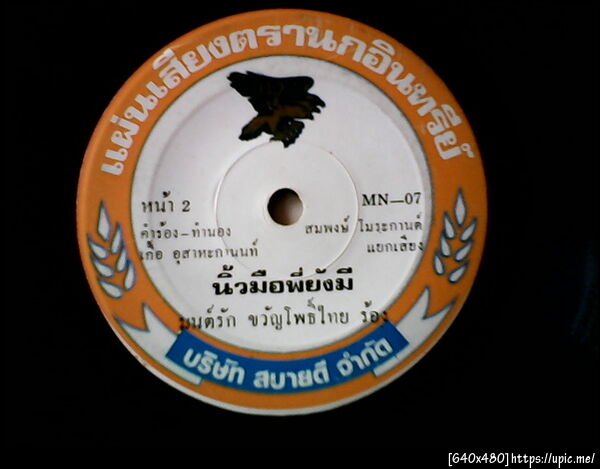 แผ่นเสียงตรานกอินทรีย์
หน้า 2
MN—07
คำร้อง-ทำนอง
สมพงษ์ โมระกานต์
เกื้อ อุสาหะกานนท์
แยกเสียง
นิ้วมือพี่ยังมี
มนต์รัก ขวัญโพธิ์ไทย ร้อง
บริษัท สบายดี จำกัด
[640x480]https://upic.me/